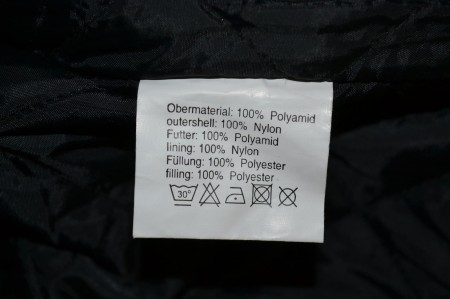 Obermaterial: 100% Polyamid
outershell: 100% Nylon
Futter: 100% Polyamid
lining: 100% Nylon
Füllung: 100% Polyester
filling: 100% Polyester
30°